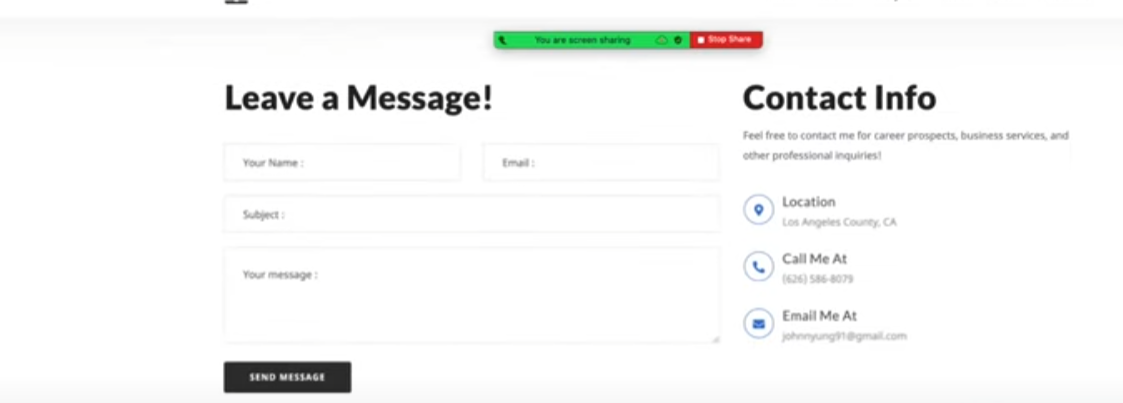 You are screen sharing
Stop Share
Leave a Message!
Your Name :
Email :
Subject :
Your message :
SEND MESSAGE
Contact Info
Feel free to contact me for career prospects, business services, and
other professional inquiries!
Location
Los Angeles County, CA
Call Me At
(626) 586-8079
Email Me At
johnnyung91@gmail.com